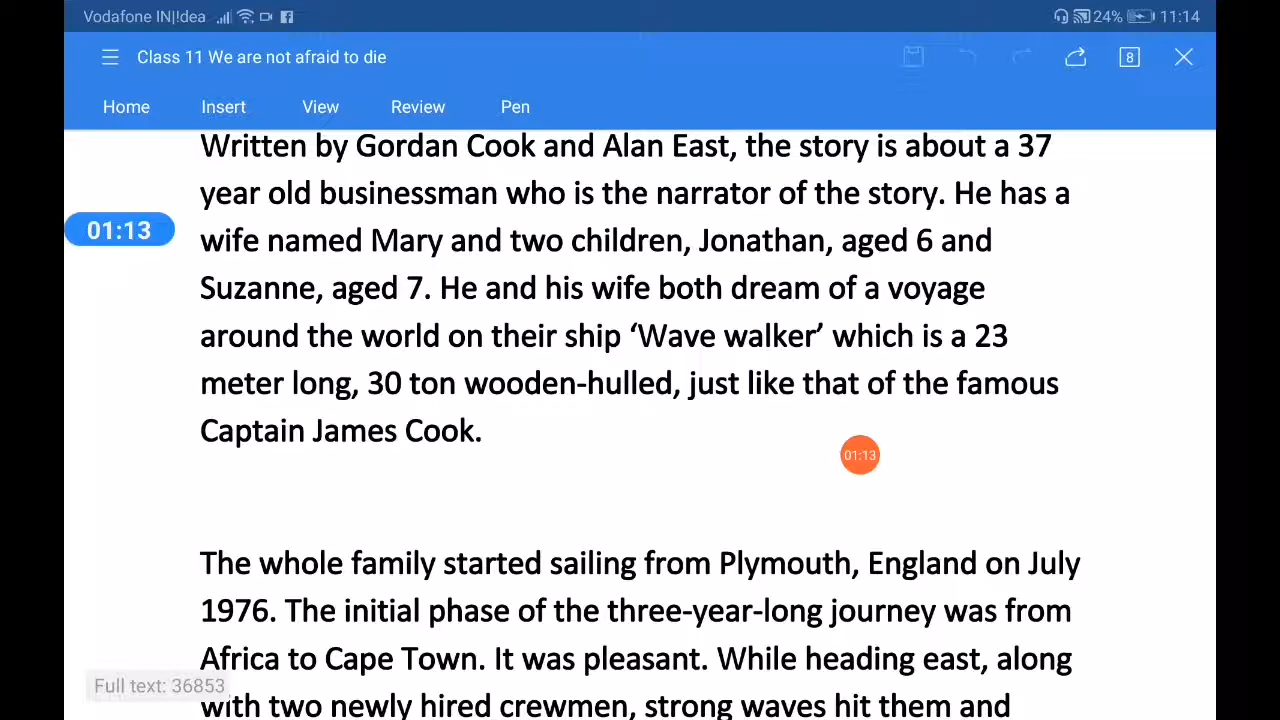 Vodafone IN|!dea 24% 11:14
Class 11 We are not afraid to die 8
Home Insert View Review Pen
Written by Gordan Cook and Alan East, the story is about a 37
year old businessman who is the narrator of the story. He has a
01:13
wife named Mary and two children, Jonathan, aged 6 and
Suzanne, aged 7. He and his wife both dream of a voyage
around the world on their ship ‘Wave walker’ which is a 23
meter long, 30 ton wooden-hulled, just like that of the famous
Captain James Cook.
01:13
The whole family started sailing from Plymouth, England on July
1976. The initial phase of the three-year-long journey was from
Africa to Cape Town. It was pleasant. While heading east, along
Full text: 36853
with two newly hired crewmen, strong waves hit them and